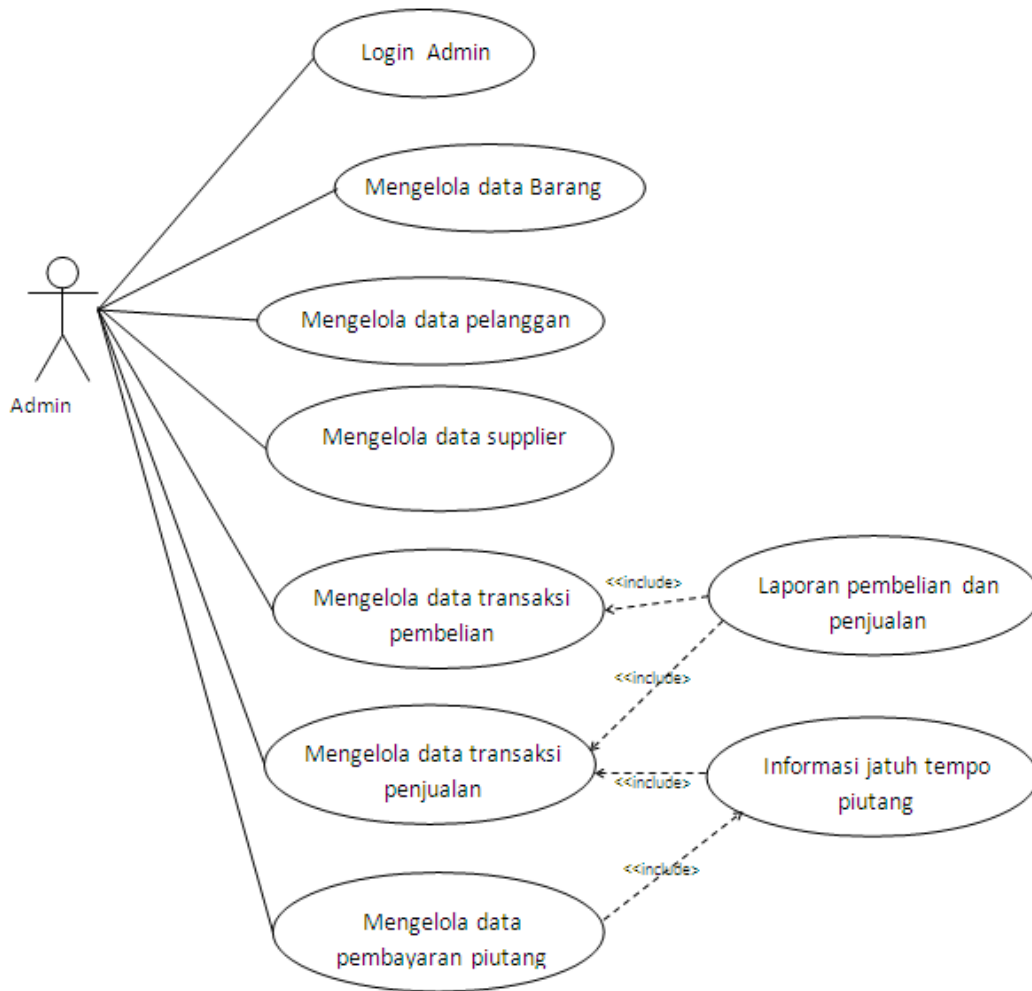 Login Admin
Mengelola data Barang
Mengelola data pelanggan
Admin
Mengelola data supplier
Mengelola data transaksi
pembelian
<<include>
Laporan pembelian dan
penjualan
<<include>
Mengelola data transaksi
penjualan
<<include>
Informasi jatuh tempo
piutang
<<include>
Mengelola data
pembayaran piutang